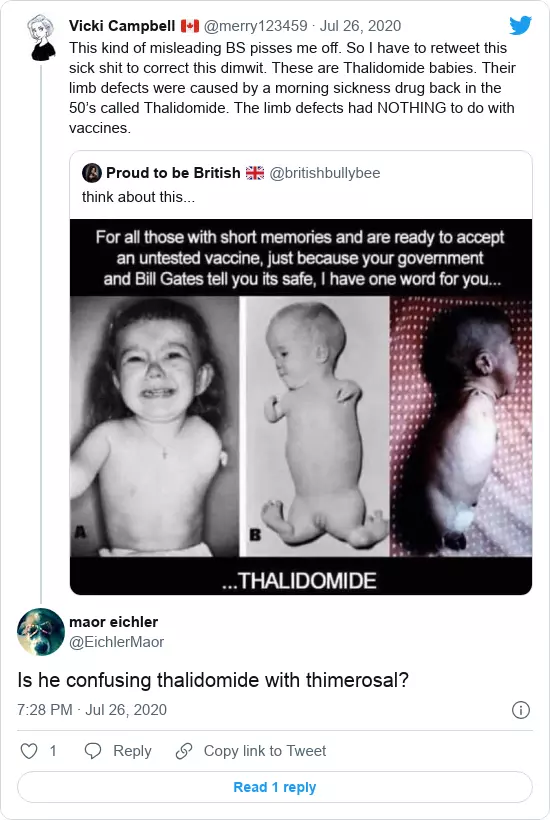 Vicki Campbell 🇨🇦 @merry123459 · Jul 26, 2020
This kind of misleading BS pisses me off. So I have to retweet this
sick shit to correct this dimwit. These are Thalidomide babies. Their
limb defects were caused by a morning sickness drug back in the
50's called Thalidomide. The limb defects had NOTHING to do with
vaccines.
Proud to be British 🇬🇧 @britishbullybee
think about this...
For all those with short memories and are ready to accept
an untested vaccine, just because your government
and Bill Gates tell you its safe, I have one word for you...
A
B
...THALIDOMIDE
maor eichler
@EichlerMaor
Is he confusing thalidomide with thimerosal?
7:28 PM · Jul 26, 2020
1 Reply Copy link to Tweet
Read 1 reply